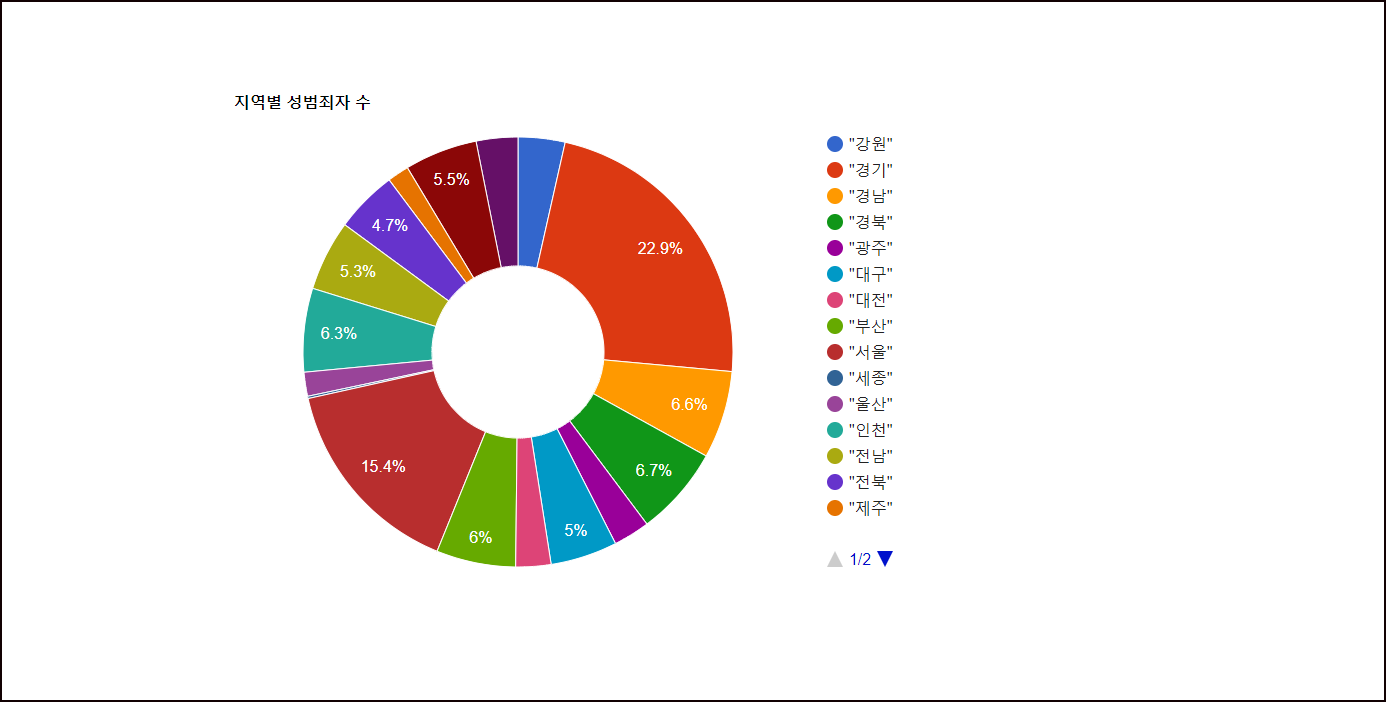 지역별 성범죄자 수
"강원"
"경기"
"경남"
"경북"
"광주"
"대구"
"대전"
"부산"
"서울"
"세종"
"울산"
"인천"
"전남"
"전북"
"제주"
1/2
5.5%
4.7%
22.9%
5.3%
6.3%
6.6%
15.4%
6.7%
6%
5%